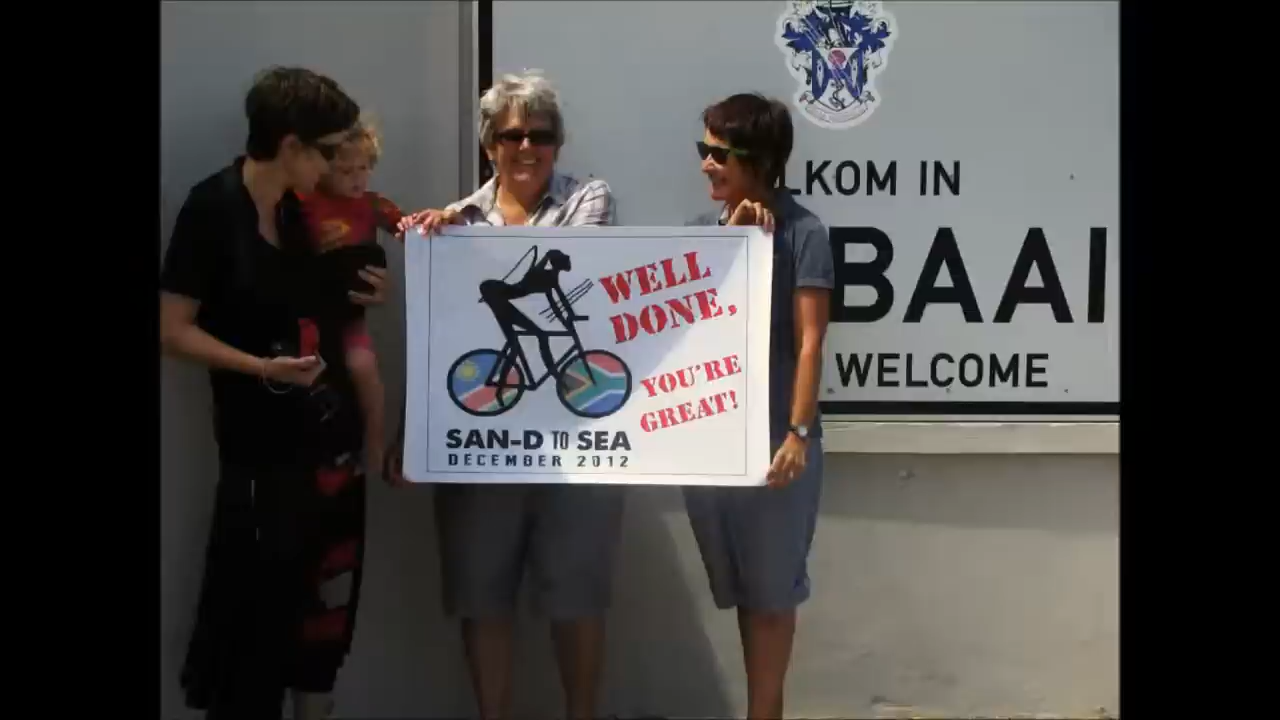 LKOM IN
BAAI
WELCOME
WELL
DONE,
YOU'RE
GREAT!
SAN-D TO SEA
DECEMBER 2012